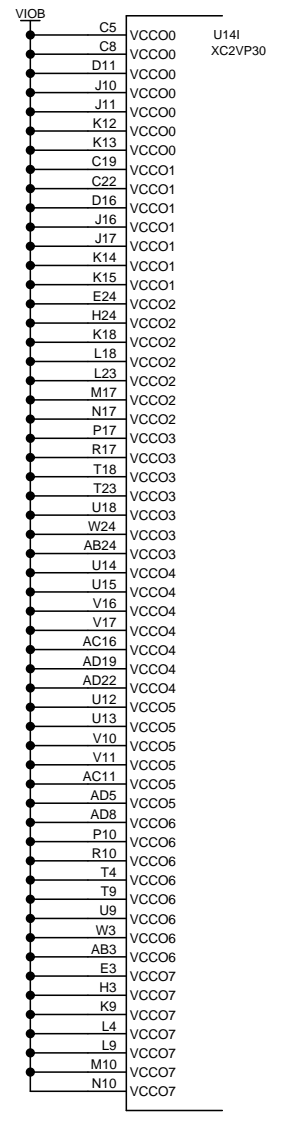 VIOB
U14I
XC2VP30
C5 VCCO0
C8 VCCO0
D11 VCCO0
J10 VCCO0
J11 VCCO0
K12 VCCO0
K13 VCCO0
C19 VCCO1
C22 VCCO1
D16 VCCO1
J16 VCCO1
J17 VCCO1
K14 VCCO1
K15 VCCO1
E24 VCCO2
H24 VCCO2
K18 VCCO2
L18 VCCO2
L23 VCCO2
M17 VCCO2
N17 VCCO2
P17 VCCO3
R17 VCCO3
T18 VCCO3
T23 VCCO3
U18 VCCO3
W24 VCCO3
AB24 VCCO3
U14 VCCO4
U15 VCCO4
V16 VCCO4
V17 VCCO4
AC16 VCCO4
AD19 VCCO4
AD22 VCCO4
U12 VCCO5
U13 VCCO5
V10 VCCO5
V11 VCCO5
AC11 VCCO5
AD5 VCCO5
AD8 VCCO6
P10 VCCO6
R10 VCCO6
T4 VCCO6
T9 VCCO6
U9 VCCO6
W3 VCCO6
AB3 VCCO6
E3 VCCO7
H3 VCCO7
K9 VCCO7
L4 VCCO7
L9 VCCO7
M10 VCCO7
N10 VCCO7